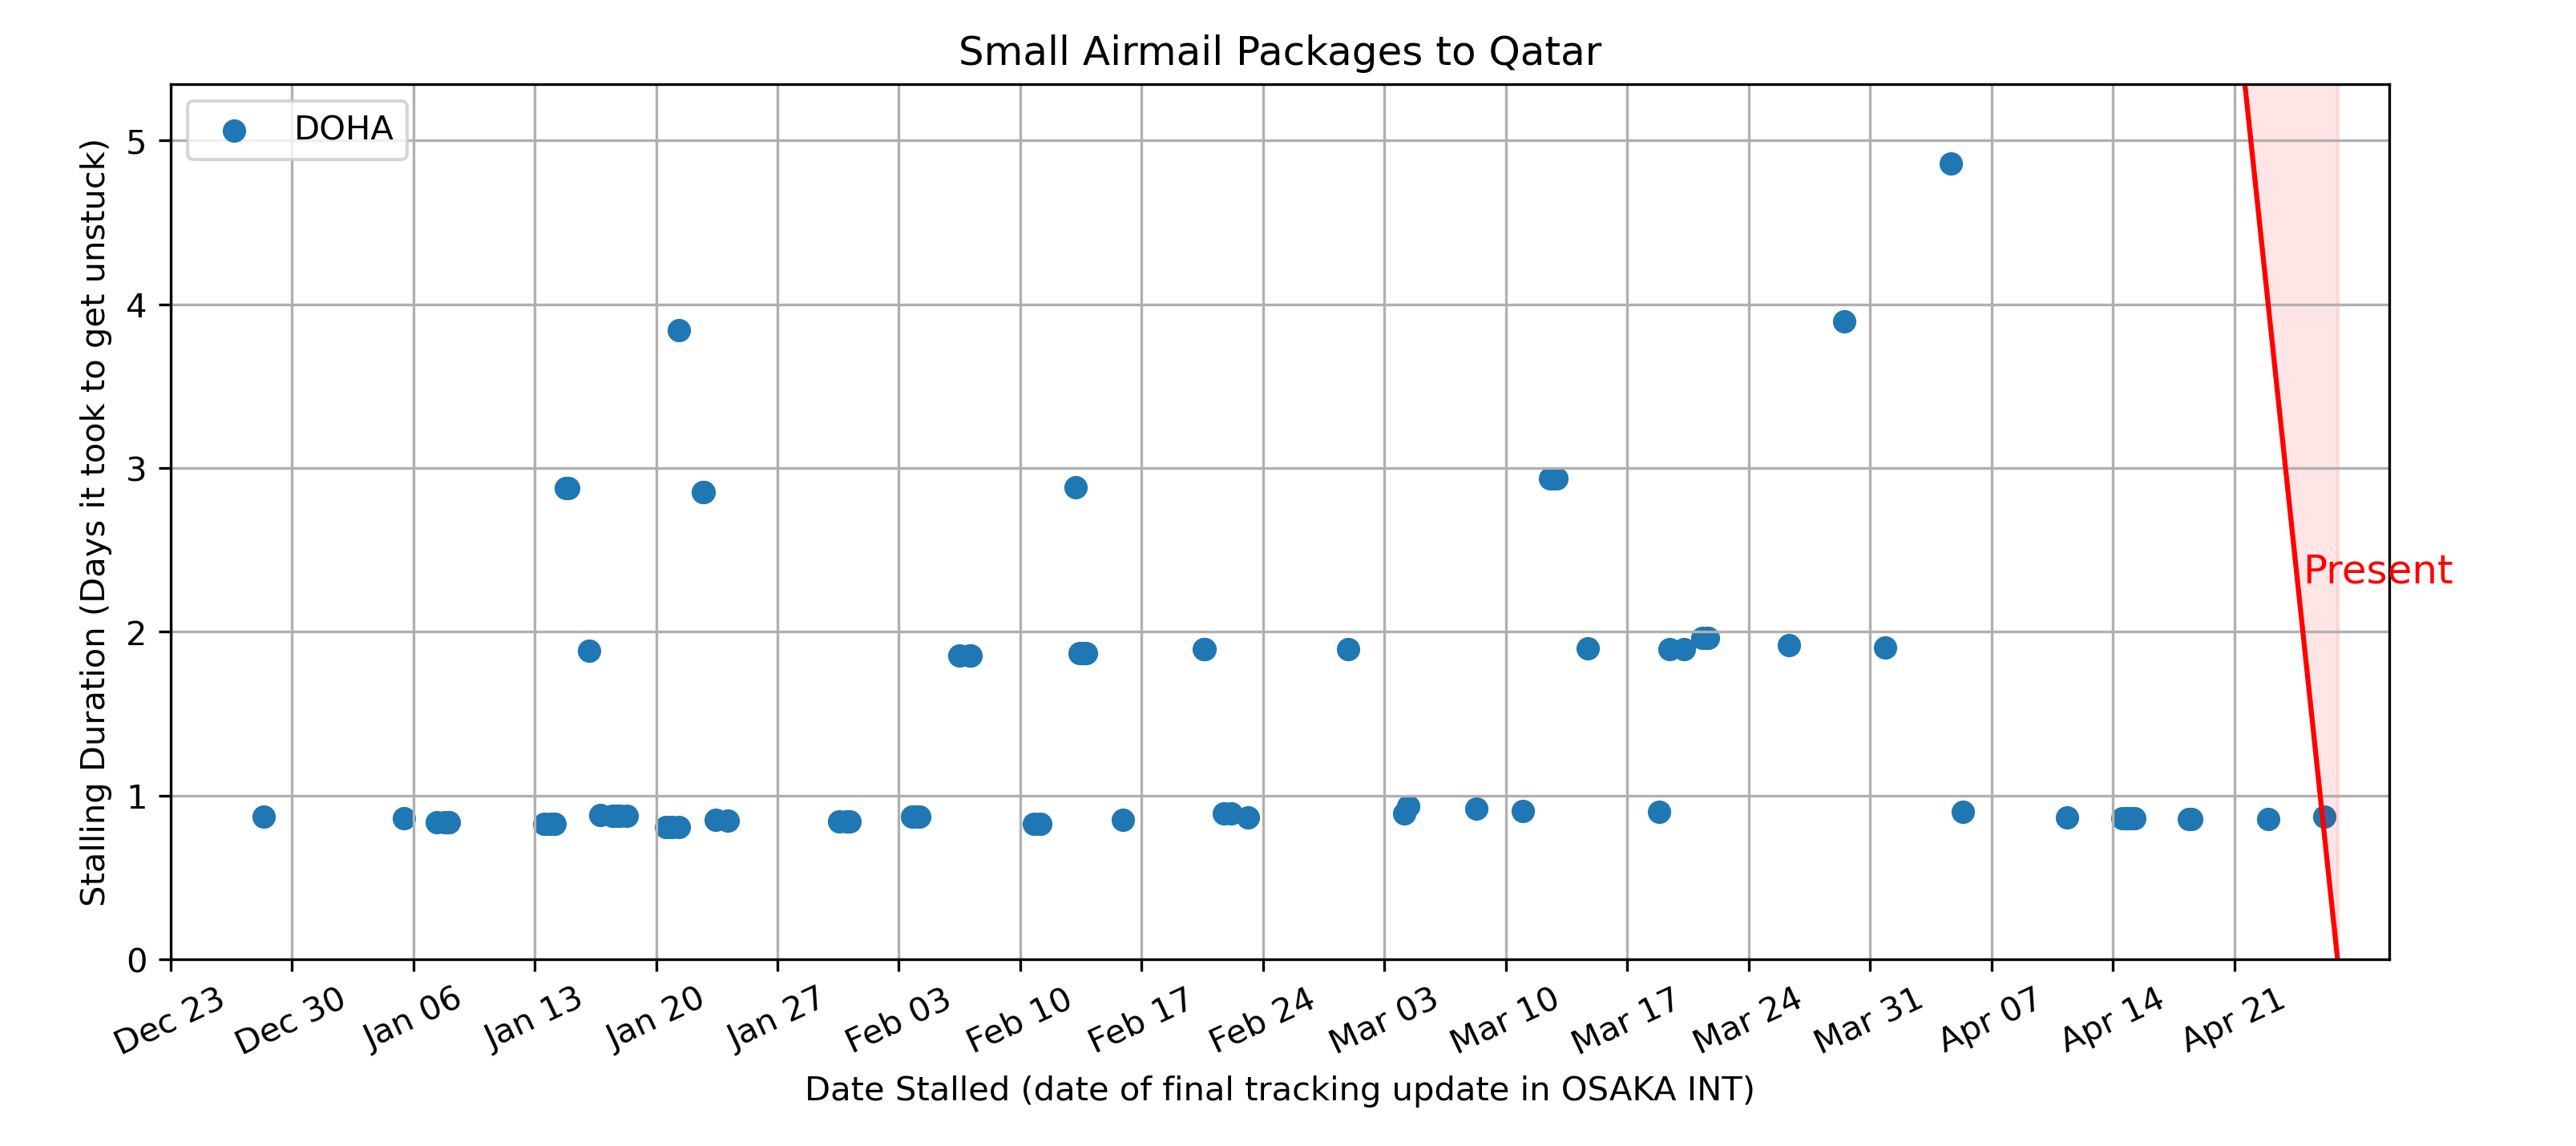 Small Airmail Packages to Qatar
DOHA
Stalling Duration (Days it took to get unstuck)
5
4
3
2
1
0
Present
Dec 23
Dec 30
Jan 06
Jan 13
Jan 20
Jan 27
Feb 03
Feb 10
Feb 17
Feb 24
Mar 03
Mar 10
Mar 17
Mar 24
Mar 31
Apr 07
Apr 14
Apr 21
Date Stalled (date of final tracking update in OSAKA INT)